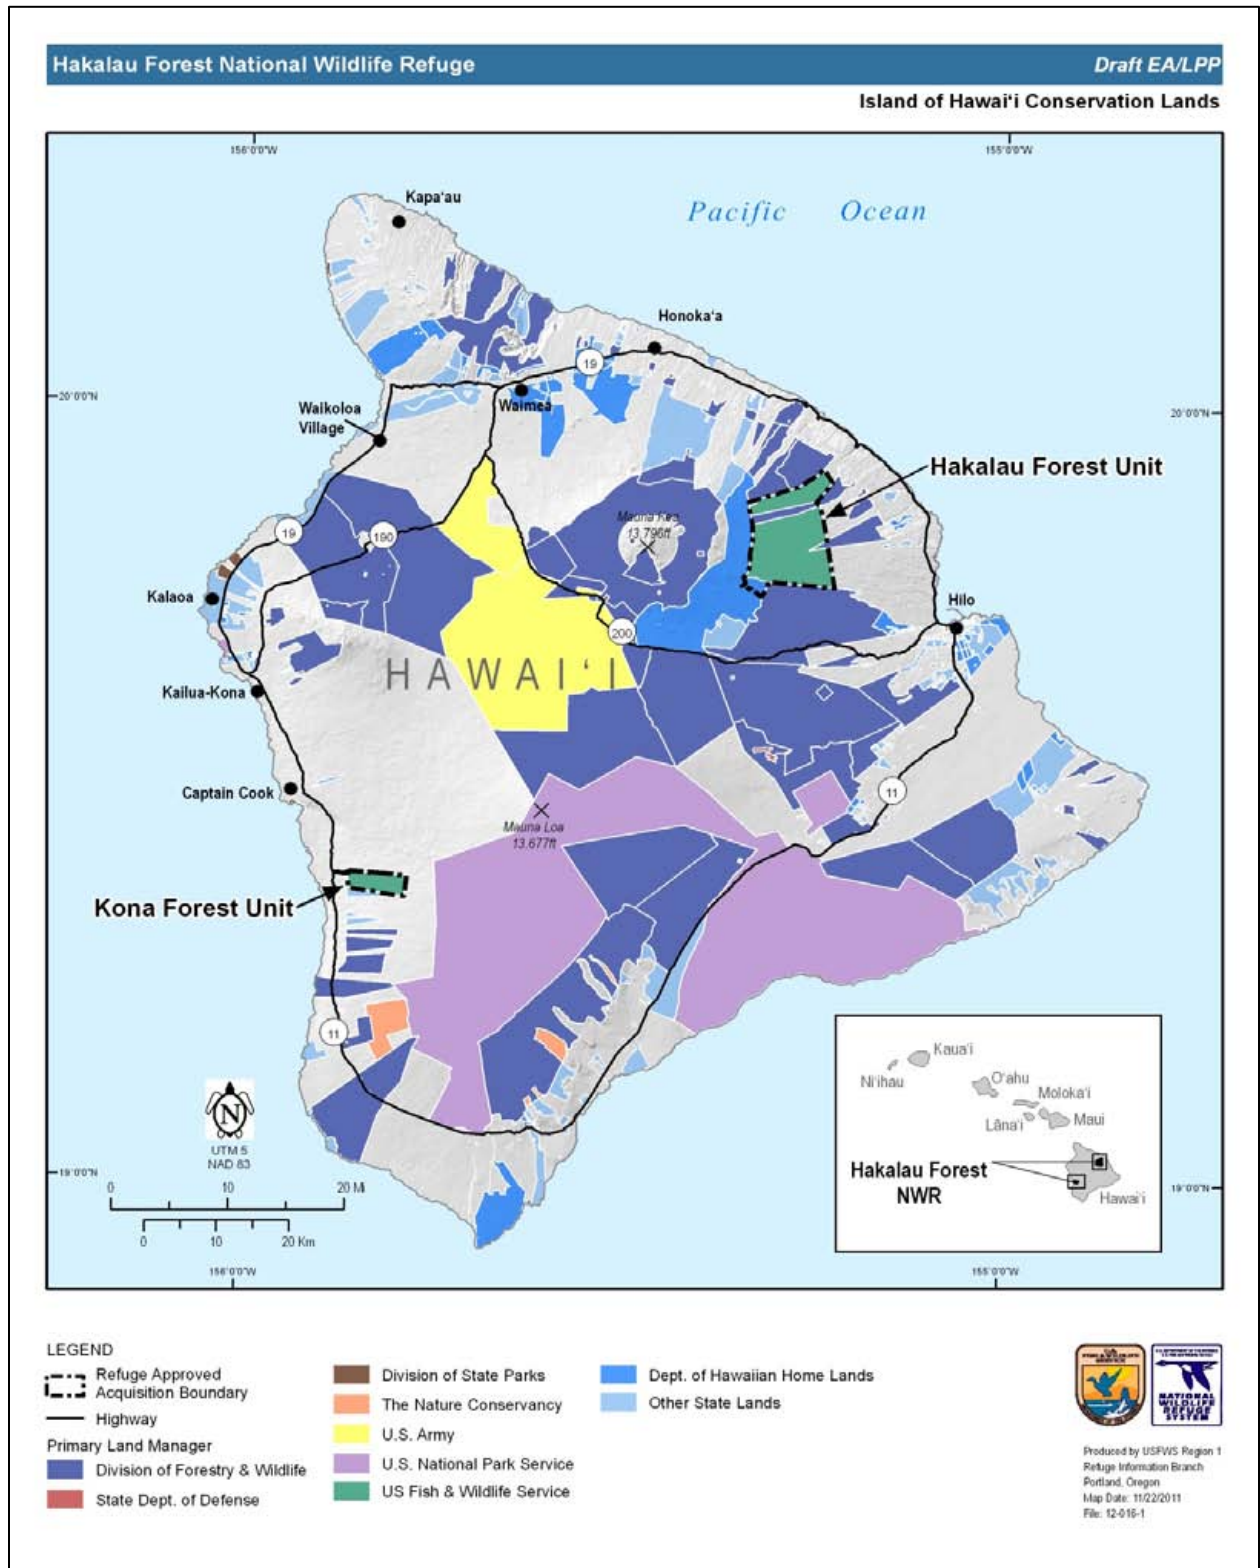 Hakalau Forest National Wildlife Refuge
Draft EA/LPP
Island of Hawai‘i Conservation Lands
156°0'0"W
155°0'0"W
Kapa‘au
Pacific Ocean
Honoka‘a
19
Waimea
20°0'0"N
20°0'0"N
Waikoloa
Village
Hakalau Forest Unit
Mauna Kea
13,796ft
19
190
Kalaoa
Hilo
200
HAWAI‘I
Kailua-Kona
Captain Cook
11
Mauna Loa
13,677ft
Kona Forest Unit
11
Kaua‘i
Ni‘ihau
O‘ahu
Moloka‘i
Lāna‘i
Maui
Hakalau Forest
NWR
Hawai‘i
N
UTM 5
NAD 83
19°0'0"N
19°0'0"N
0 10 20 Mi
0 10 20 Km
156°0'0"W
155°0'0"W
LEGEND
Refuge Approved
Acquisition Boundary
Highway
Primary Land Manager
Division of Forestry & Wildlife
State Dept. of Defense
Division of State Parks
The Nature Conservancy
U.S. Army
U.S. National Park Service
US Fish & Wildlife Service
Dept. of Hawaiian Home Lands
Other State Lands
NATIONAL
WILDLIFE
REFUGE
SYSTEM
Produced by USFWS Region 1
Refuge Information Branch
Portland, Oregon
Map Date: 11/22/2011
File: 12-016-1